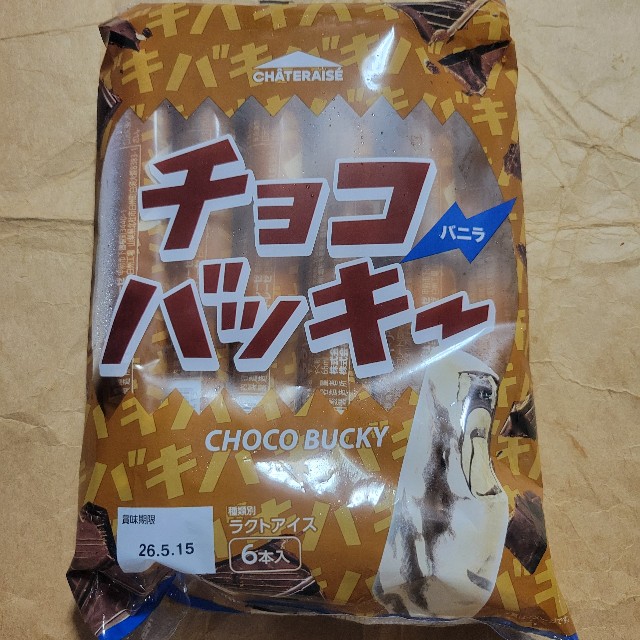 CHÂTERAISÉ
チョコ
バッキー
バニラ
CHOCO BUCKY
種類別
ラクトアイス
6本入
賞味期限
26.5.15